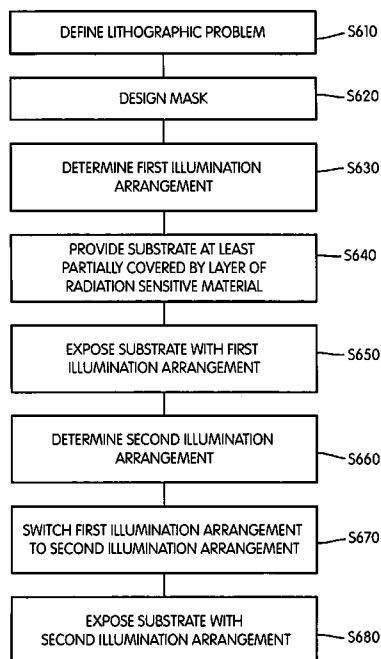 DEFINE LITHOGRAPHIC PROBLEM
S610
DESIGN MASK
S620
DETERMINE FIRST ILLUMINATION
ARRANGEMENT
S630
PROVIDE SUBSTRATE AT LEAST
PARTIALLY COVERED BY LAYER OF
RADIATION SENSITIVE MATERIAL
S640
EXPOSE SUBSTRATE WITH FIRST
ILLUMINATION ARRANGEMENT
S650
DETERMINE SECOND ILLUMINATION
ARRANGEMENT
S660
SWITCH FIRST ILLUMINATION ARRANGEMENT
TO SECOND ILLUMINATION ARRANGEMENT
S670
EXPOSE SUBSTRATE WITH
SECOND ILLUMINATION ARRANGEMENT
S680